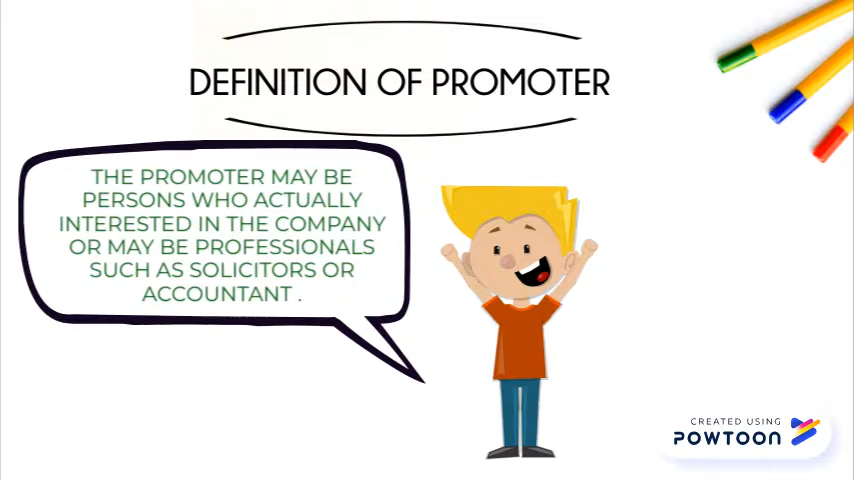 DEFINITION OF PROMOTER
THE PROMOTER MAY BE
PERSONS WHO ACTUALLY
INTERESTED IN THE COMPANY
OR MAY BE PROFESSIONALS
SUCH AS SOLICITORS OR
ACCOUNTANT .
CREATED USING
POWTOON